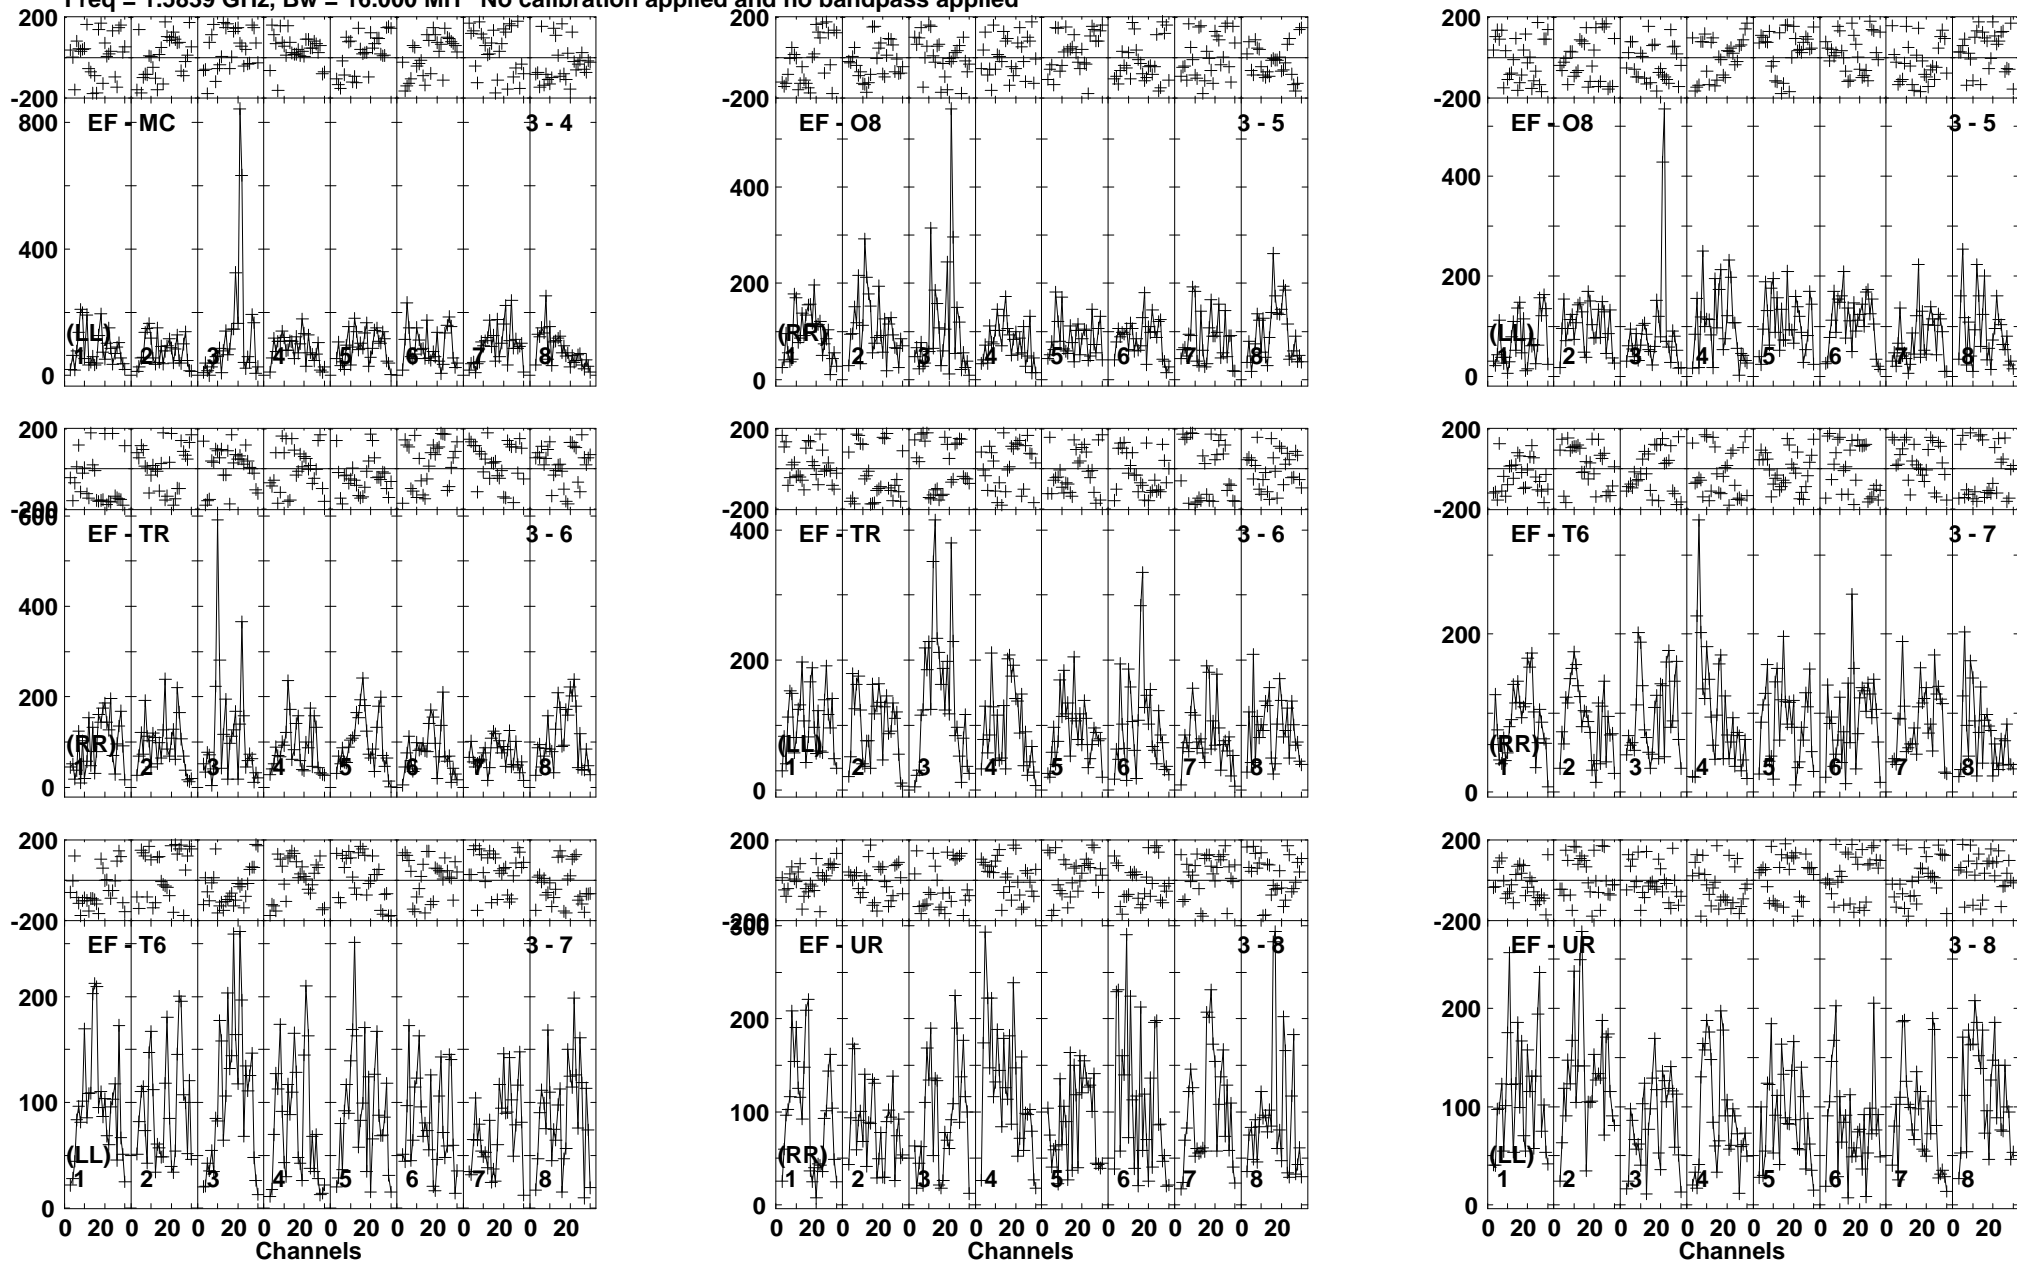 Freq = 1.5839 GHz, Bw = 16.000 MH No calibration applied and no bandpass applied
200 200 200
-200 -200 -200
EF - MC 3 - 4 EF - O8 3 - 5 EF - O8 3 - 5
800
400 400 400
200 200
(LL) (RR) (LL)
1 2 3 4 5 6 7 8 1 2 3 4 5 6 7 8 1 2 3 4 5 6 7 8
0 0 0
200 200 200
-200 -200 -200
600 400
EF - TR 3 - 6 EF - TR 3 - 6 EF - T6 3 - 7
400
200 200 200
(RR) (LL) (RR)
1 2 3 4 5 6 7 8 1 2 3 4 5 6 7 8 1 2 3 4 5 6 7 8
0 0 0
200 200 200
-200 -200 -200
300
EF - T6 3 - 7 EF - UR 3 - 8 EF - UR 3 - 8
200 200 200
100 100 100
(LL) (RR) (LL)
1 2 3 4 5 6 7 8 1 2 3 4 5 6 7 8 1 2 3 4 5 6 7 8
0 0 0
0 20 0 20 0 20 0 20 0 20 0 20 0 20 0 20 0 20 0 20 0 20 0 20 0 20 0 20 0 20 0 20 0 20 0 20 0 20 0 20 0 20 0 20 0 20 0 20
Channels Channels Channels